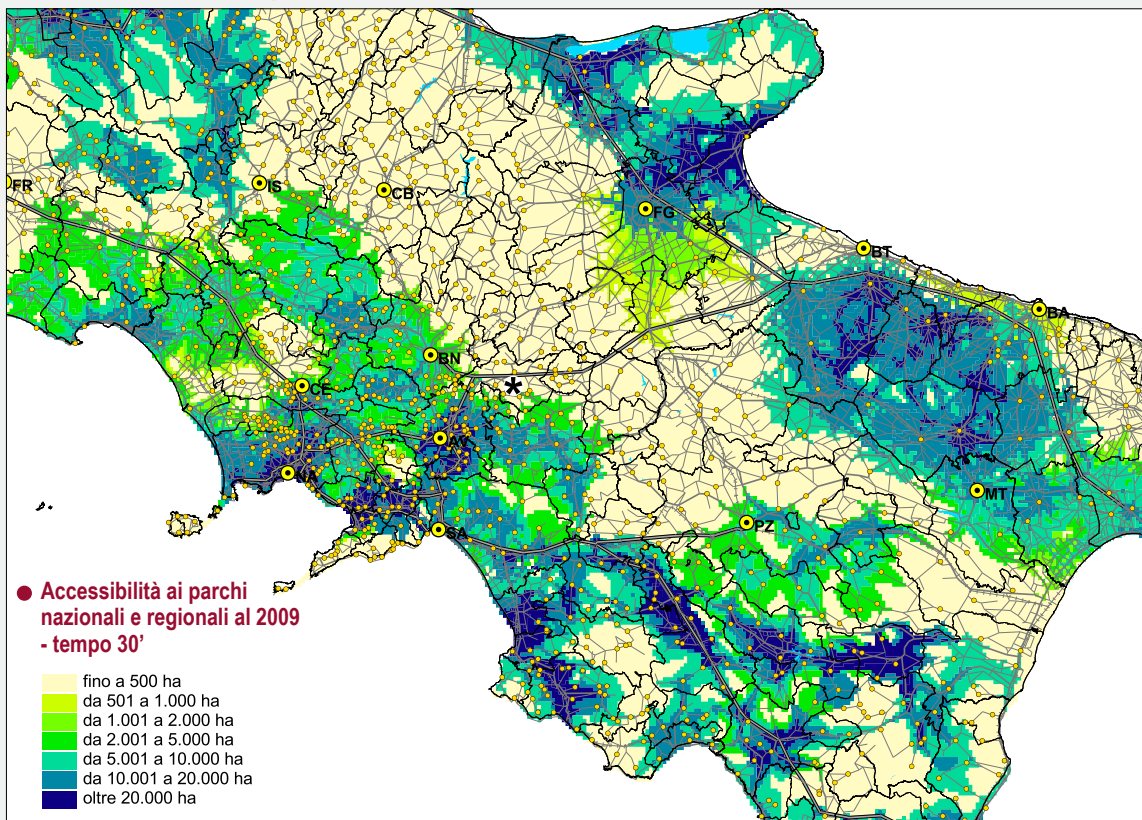 FR
IS
CB
FG
BT
BA
BN
CE
AV
NA
MT
SA
PZ
*
Accessibilità ai parchi
nazionali e regionali al 2009
- tempo 30'
fino a 500 ha
da 501 a 1.000 ha
da 1.001 a 2.000 ha
da 2.001 a 5.000 ha
da 5.001 a 10.000 ha
da 10.001 a 20.000 ha
oltre 20.000 ha